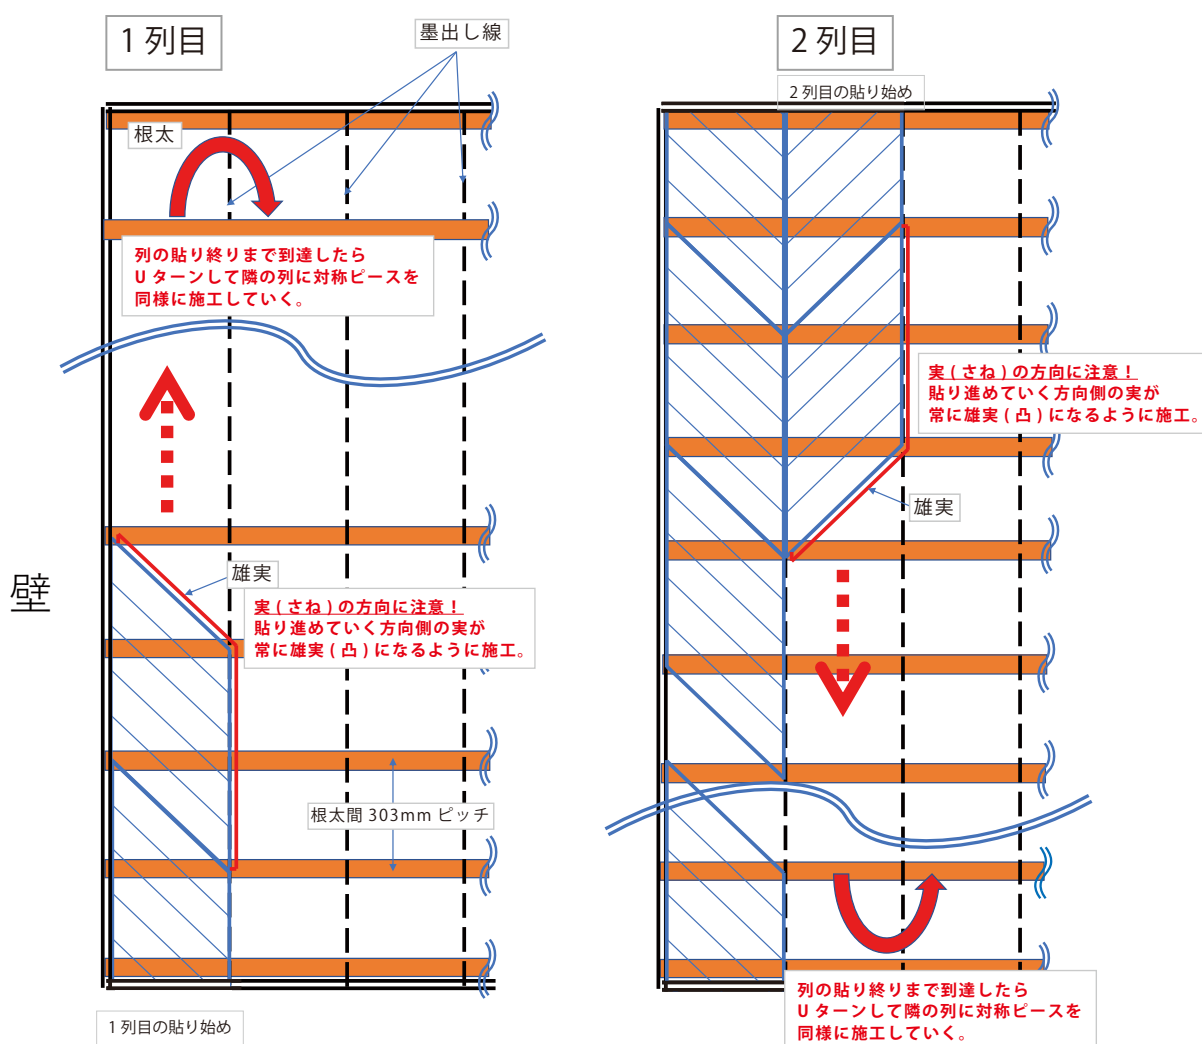 1列目
墨出し線
根太
列の貼り終りまで到達したら
Uターンして隣の列に対称ピースを
同様に施工していく。
壁
雄実
実(さね)の方向に注意！
貼り進めていく方向側の実が
常に雄実(凸)になるように施工。
根太間303mmピッチ
1列目の貼り始め
2列目
2列目の貼り始め
実(さね)の方向に注意！
貼り進めていく方向側の実が
常に雄実(凸)になるように施工。
雄実
列の貼り終りまで到達したら
Uターンして隣の列に対称ピースを
同様に施工していく。